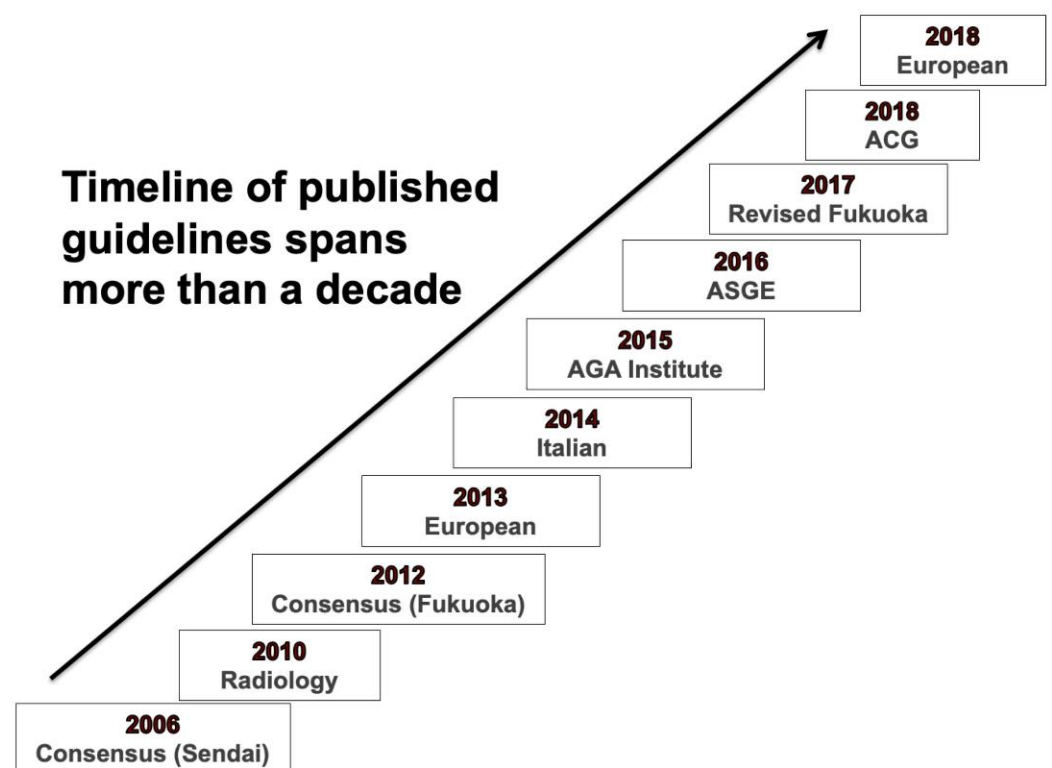 Timeline of published
guidelines spans
more than a decade
2018
European
2018
ACG
2017
Revised Fukuoka
2016
ASGE
2015
AGA Institute
2014
Italian
2013
European
2012
Consensus (Fukuoka)
2010
Radiology
2006
Consensus (Sendai)